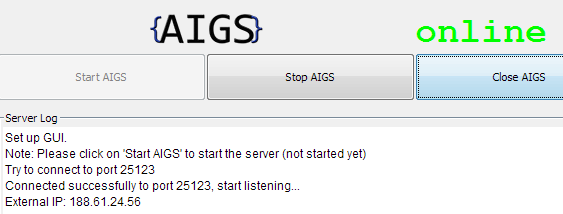 {AIGS}
online
Start AIGS
Stop AIGS
Close AIGS
Server Log
Set up GUI.
Note: Please click on 'Start AIGS' to start the server (not started yet)
Try to connect to port 25123
Connected successfully to port 25123, start listening...
External IP: 188.61.24.56